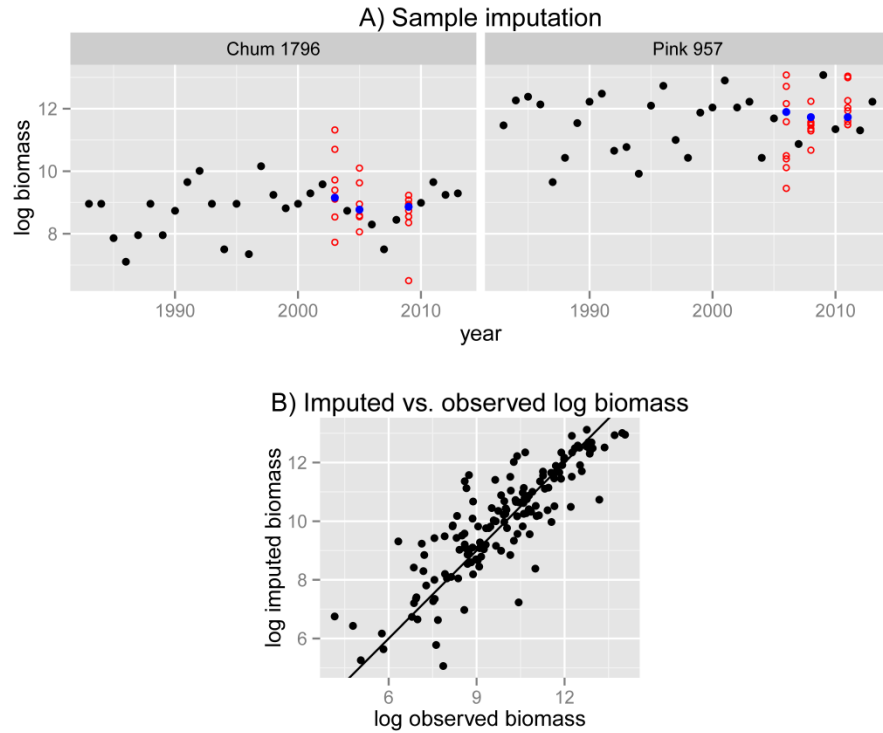 A) Sample imputation
Chum 1796 Pink 957
log biomass
12
10
8
1990 2000 2010 1990 2000 2010
year
B) Imputed vs. observed log biomass
log imputed biomass
12
10
8
6
6 9 12
log observed biomass